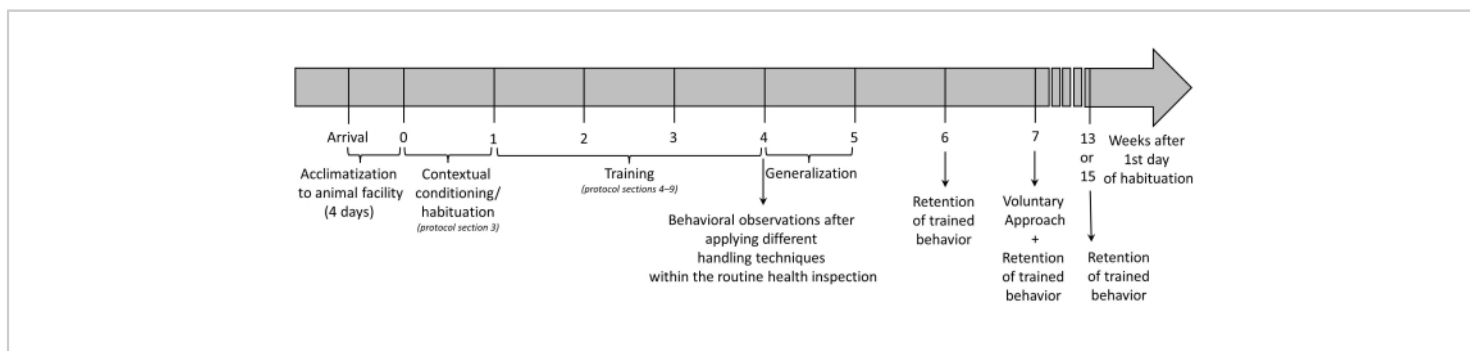 Arrival 0 1 2 3 4 5 6 7 13 or 15
Weeks after
1st day
of habituation
Acclimatization
to animal facility
(4 days)
Contextual
conditioning/
habituation
(protocol section 3)
Training
(protocol sections 4–9)
Generalization
Behavioral observations after
applying different
handling techniques
within the routine health inspection
Retention
of trained
behavior
Voluntary
Approach
+
Retention
of trained
behavior
Retention
of trained
behavior